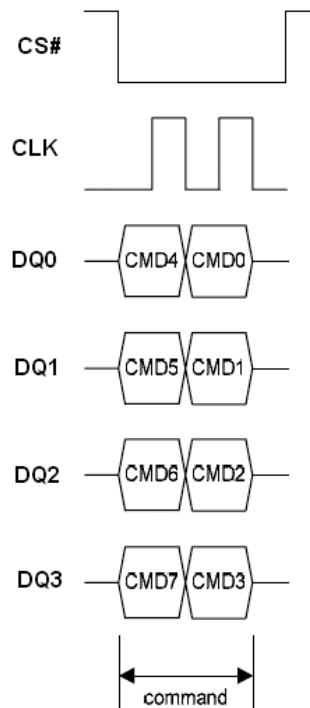 CS#
CLK
DQ0 CMD4 CMD0
DQ1 CMD5 CMD1
DQ2 CMD6 CMD2
DQ3 CMD7 CMD3
command